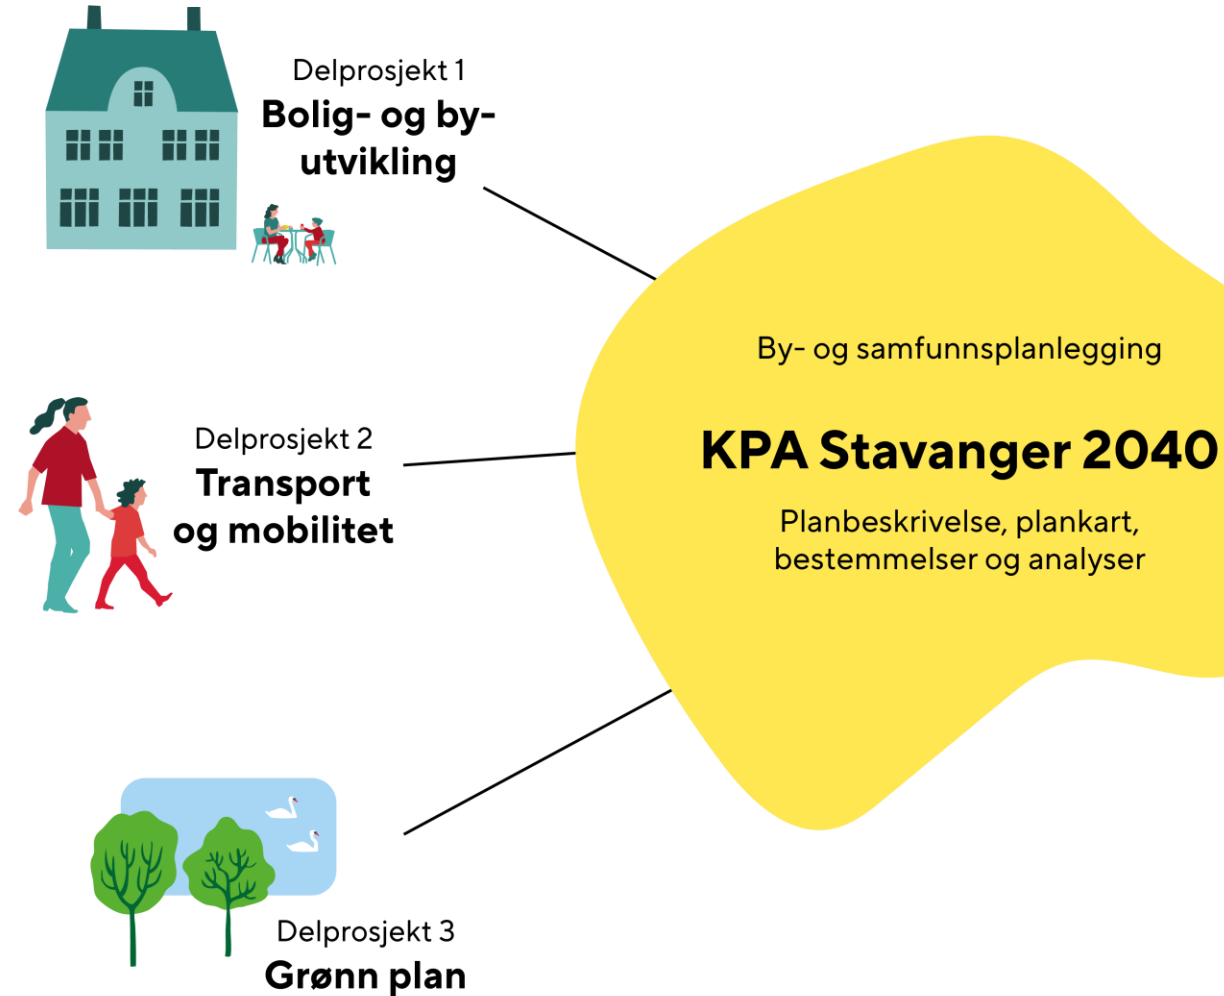 Delprosjekt 1
Bolig- og by-
utvikling
By- og samfunnsplanlegging
KPA Stavanger 2040
Planbeskrivelse, plankart,
bestemmelser og analyser
Delprosjekt 2
Transport
og mobilitet
Delprosjekt 3
Grønn plan